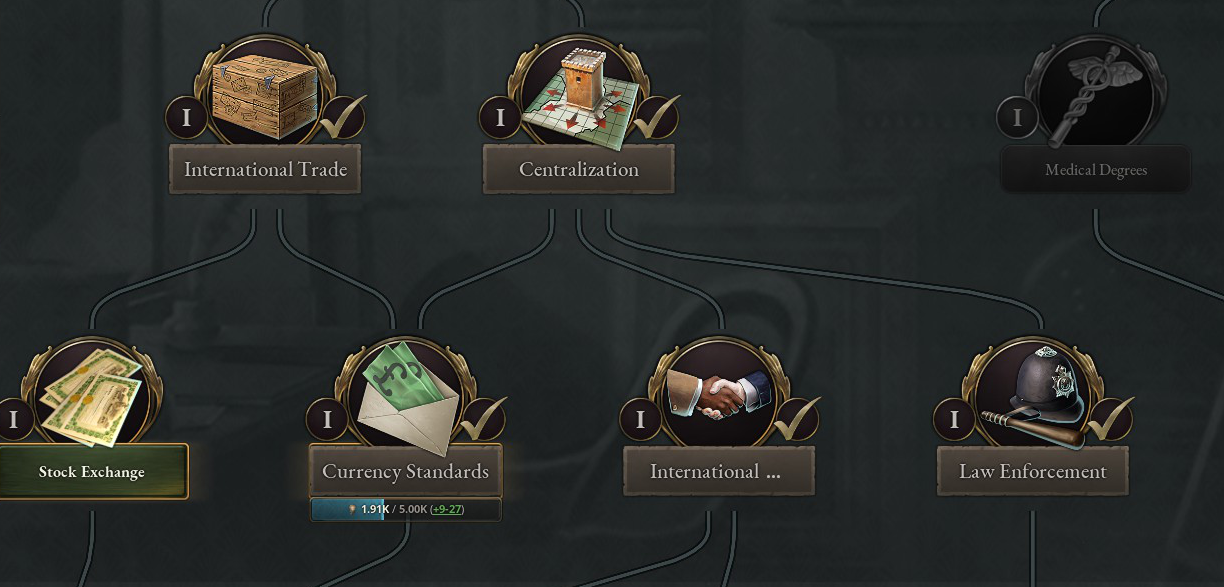 I
International Trade
I
Centralization
I
Medical Degrees
I
Stock Exchange
I
Currency Standards
1.91K / 5.00K (+9-27)
I
International ...
I
Law Enforcement